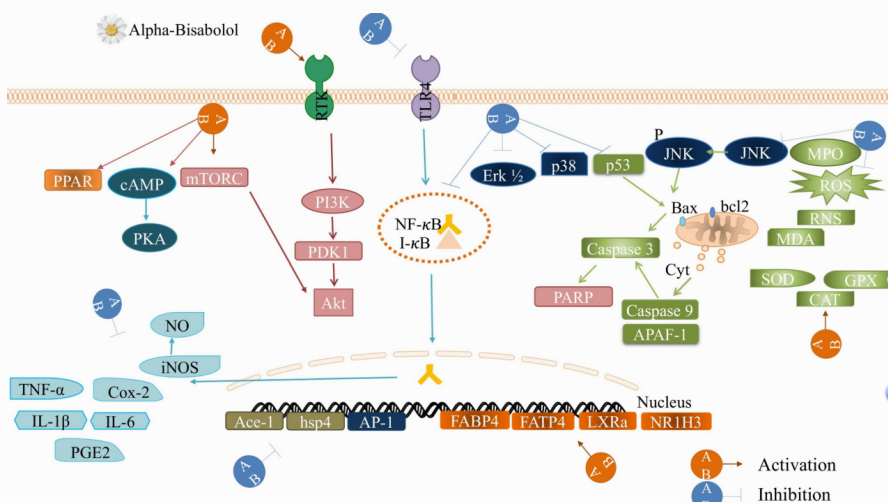 Alpha-Bisabolol
A B
A B
RTK
TLR4
A B
A B
A B
PPAR
cAMP
mTORC
PKA
PI3K
PDK1
Akt
NF-κB
I-κB
Erk ½
p38
p53
P
JNK
JNK
MPO
ROS
RNS
MDA
Bax
bcl2
Caspase 3
Cyt
PARP
Caspase 9
APAF-1
SOD
GPX
CAT
A B
A B
NO
iNOS
TNF-α
Cox-2
IL-1β
IL-6
PGE2
Nucleus
Ace-1
hsp4
AP-1
FABP4
FATP4
LXRa
NR1H3
A B
A B
A B
Activation
A B
Inhibition